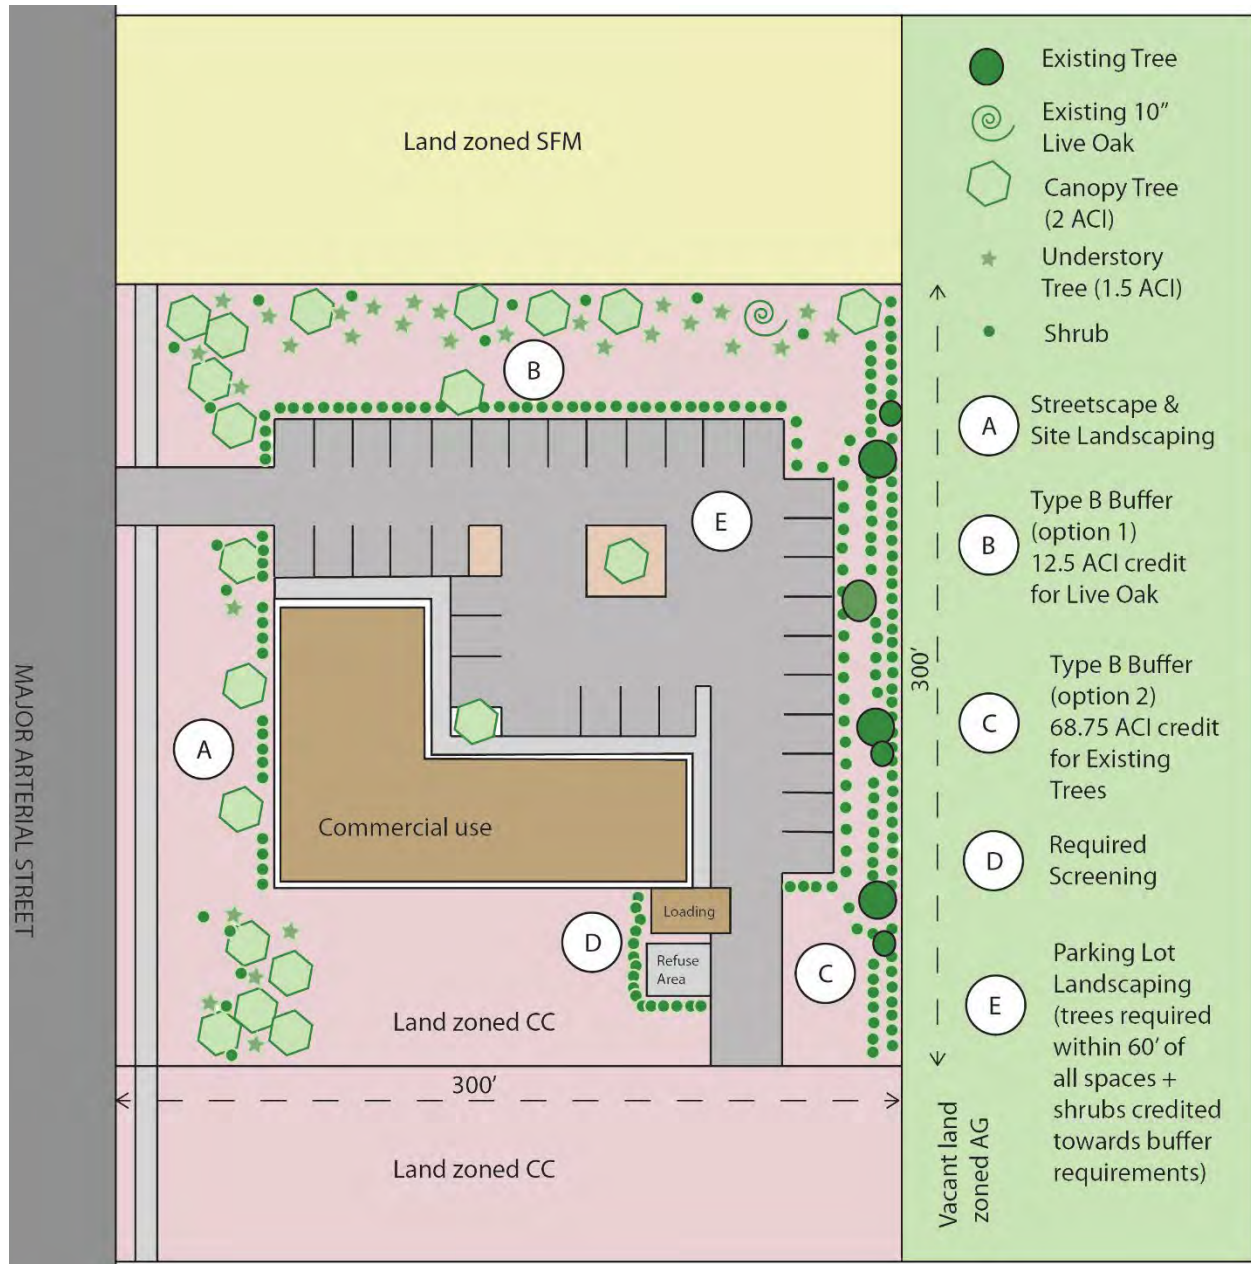 Land zoned SFM
Existing Tree
Existing 10”
Live Oak
Canopy Tree
(2 ACI)
Understory
Tree (1.5 ACI)
Shrub
A
Streetscape &
Site Landscaping
B
Type B Buffer
(option 1)
12.5 ACI credit
for Live Oak
C
Type B Buffer
(option 2)
68.75 ACI credit
for Existing
Trees
D
Required
Screening
E
Parking Lot
Landscaping
(trees required
within 60’ of
all spaces +
shrubs credited
towards buffer
requirements)
B
E
A
Commercial use
Loading
D
Refuse
Area
C
Land zoned CC
300’
Land zoned CC
300’
MAJOR ARTERIAL STREET
Vacant land
zoned AG